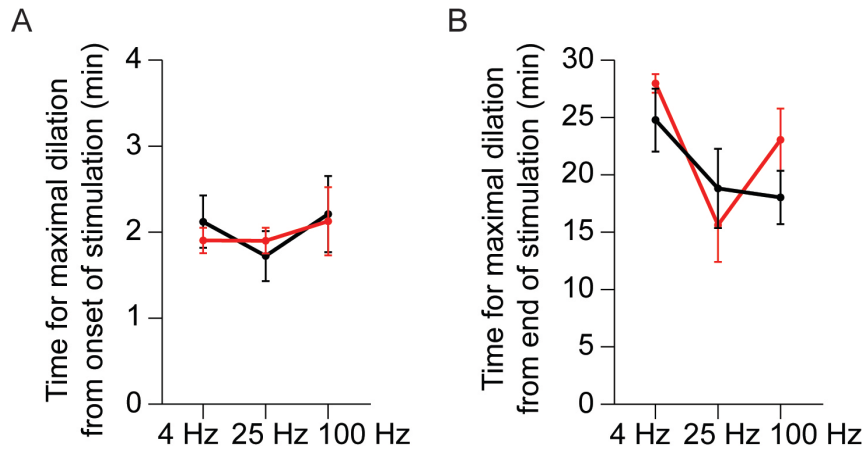 A
Time for maximal dilation
from onset of stimulation (min)
4
3
2
1
0
4 Hz 25 Hz 100 Hz
B
Time for maximal dilation
from end of stimulation (min)
30
25
20
15
10
5
0
4 Hz 25 Hz 100 Hz